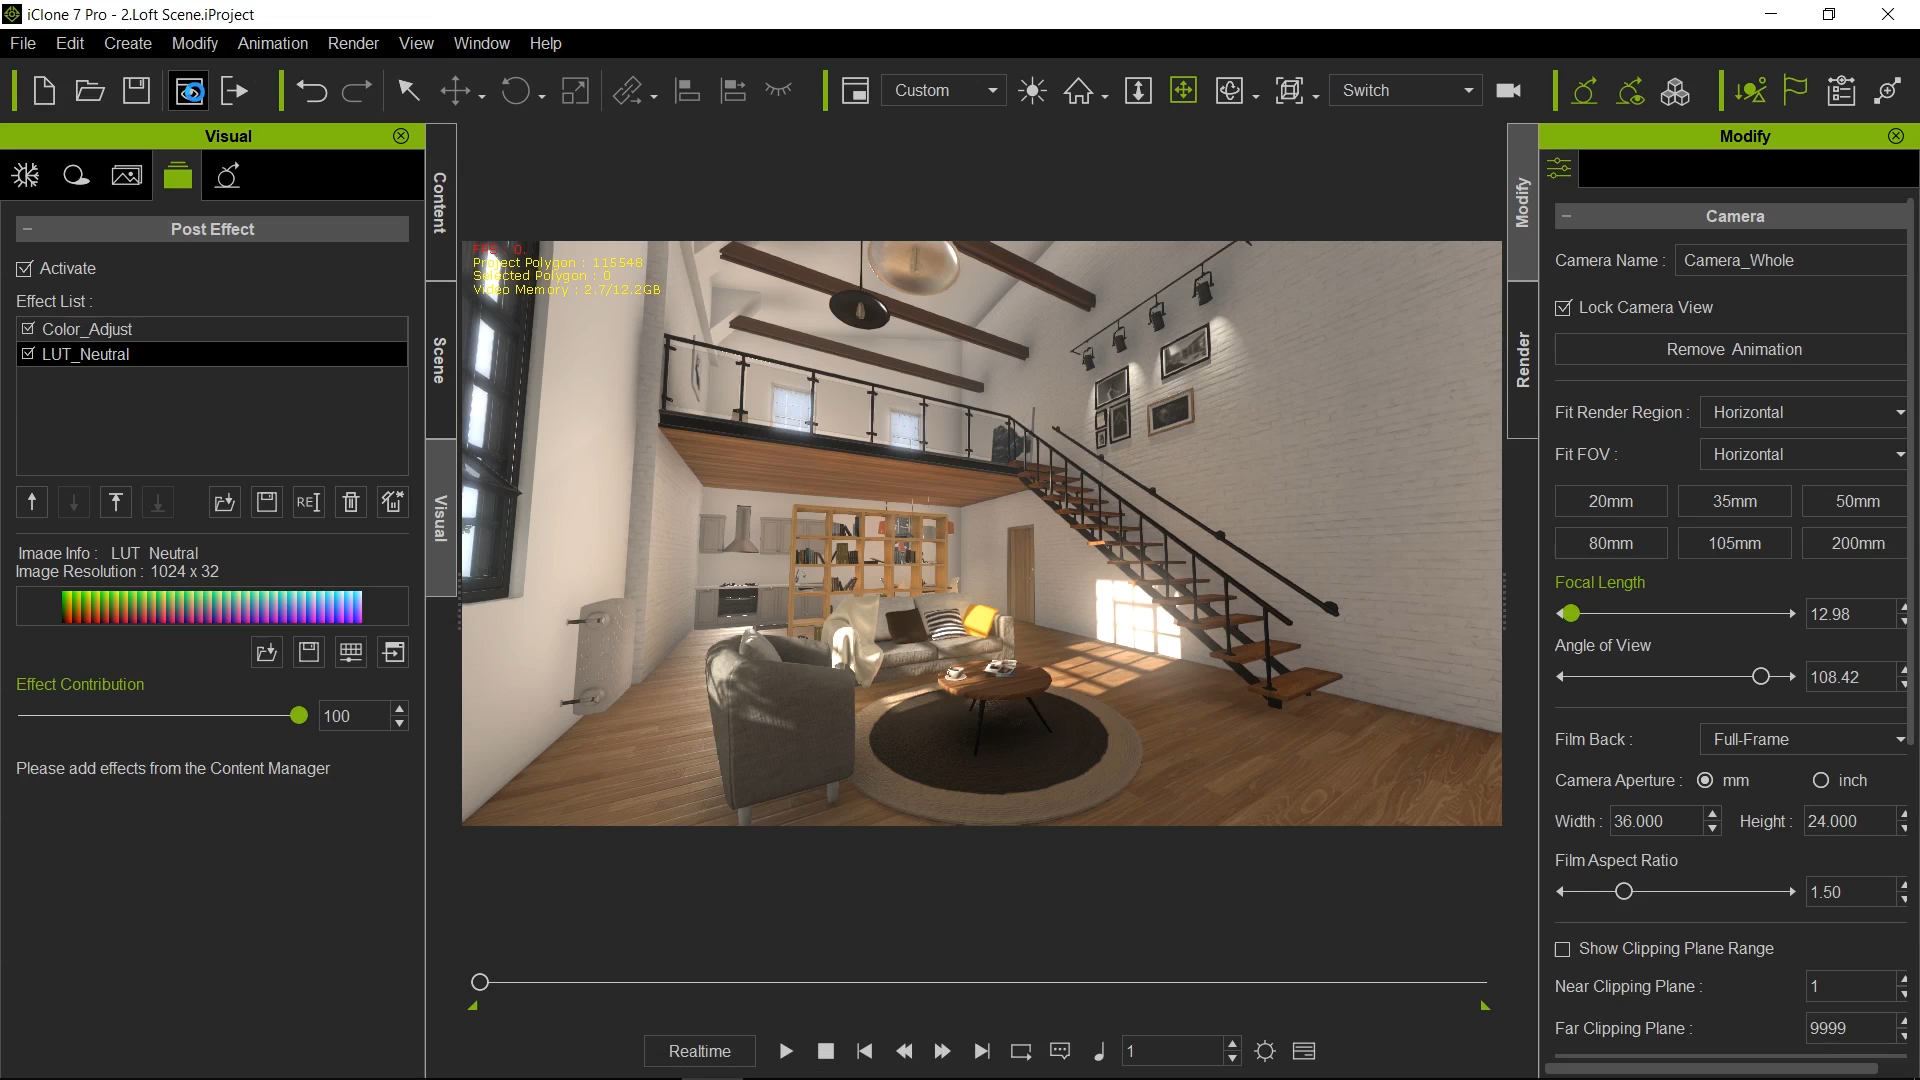 iClone 7 Pro - 2.Loft Scene.iProject
File Edit Create Modify Animation Render View Window Help
Custom
Switch
Visual
Post Effect
Activate
Effect List :
Color_Adjust
LUT_Neutral
RE
Image Info : LUT_Neutral
Image Resolution : 1024 x 32
Effect Contribution
100
Please add effects from the Content Manager
Content
Scene
Visual
FPS : 0.
Project Polygon : 115548
Selected Polygon : 0
Video Memory : 2.7/12.2GB
Realtime
1
Modify
Render
Modify
Camera
Camera Name : Camera_Whole
Lock Camera View
Remove Animation
Fit Render Region : Horizontal
Fit FOV : Horizontal
20mm 35mm 50mm
80mm 105mm 200mm
Focal Length
12.98
Angle of View
108.42
Film Back : Full-Frame
Camera Aperture : mm inch
Width : 36.000 Height : 24.000
Film Aspect Ratio
1.50
Show Clipping Plane Range
Near Clipping Plane : 1
Far Clipping Plane : 9999